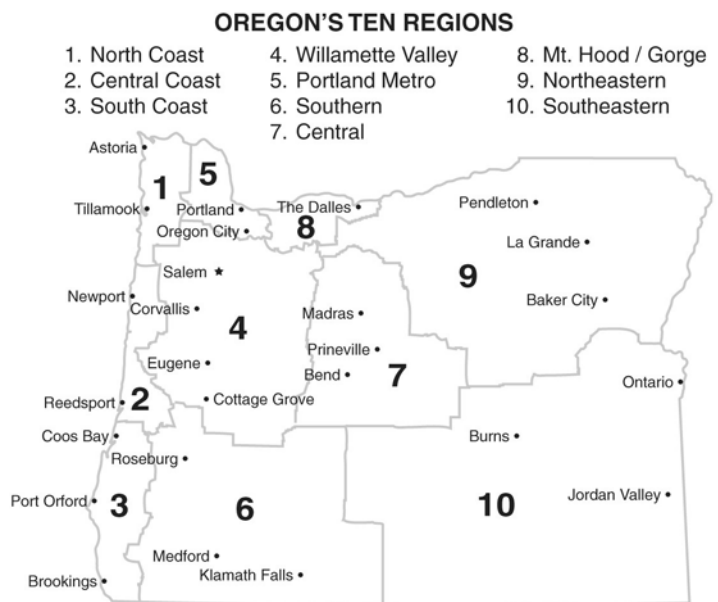 OREGON'S TEN REGIONS
1. North Coast
2. Central Coast
3. South Coast
4. Willamette Valley
5. Portland Metro
6. Southern
7. Central
8. Mt. Hood / Gorge
9. Northeastern
10. Southeastern
Astoria
5
1
Tillamook
Portland
The Dalles
Pendleton
8
Oregon City
La Grande
Salem
9
Newport
Corvallis
Baker City
4
Madras
Prineville
Eugene
Bend
7
Ontario
Reedsport
2
Cottage Grove
Coos Bay
Burns
Roseburg
Port Orford
3
6
10
Jordan Valley
Medford
Klamath Falls
Brookings